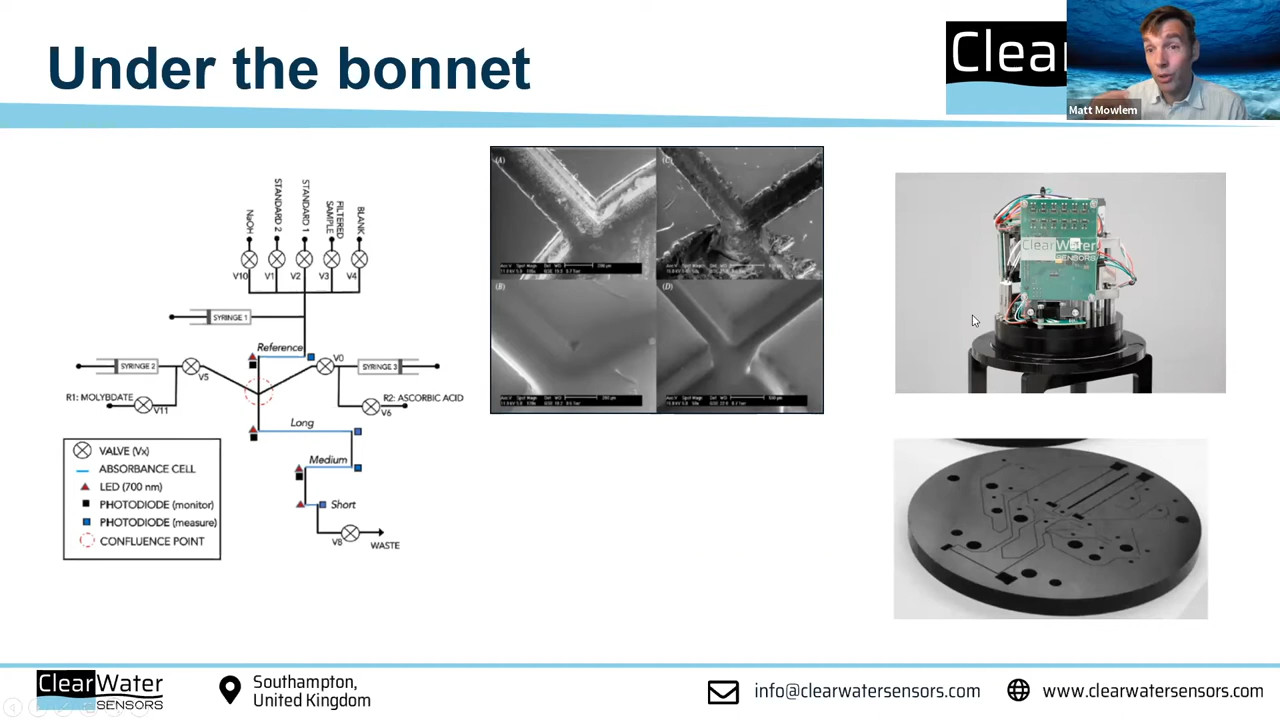 Under the bonnet
Clea
Matt Mowlem
NaOH
STANDARD 2
STANDARD 1
FILTERED
SAMPLE
BLANK
V10
V1
V2
V3
V4
SYRINGE 1
Reference
V0
SYRINGE 2
SYRINGE 3
V5
R1: MOLYBDATE
V11
R2: ASCORBIC ACID
V6
Long
Medium
Short
V8
WASTE
VALVE (Vx)
ABSORBANCE CELL
LED (700 nm)
PHOTODIODE (monitor)
PHOTODIODE (measure)
CONFLUENCE POINT
(A)
(C)
(B)
(D)
ClearWater
SENSORS
ClearWater
SENSORS
Southampton,
United Kingdom
info@clearwatersensors.com
www.clearwatersensors.com